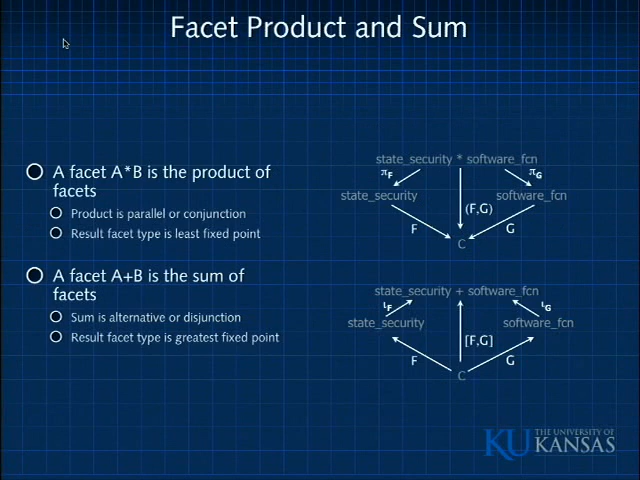 Facet Product and Sum
A facet A*B is the product of
facets
Product is parallel or conjunction
Result facet type is least fixed point
A facet A+B is the sum of
facets
Sum is alternative or disjunction
Result facet type is greatest fixed point
state_security * software_fcn
πF πG
state_security software_fcn
(F,G)
F G
C
state_security + software_fcn
ιF ιG
state_security software_fcn
[F,G]
F G
C
KU THE UNIVERSITY OF
KANSAS